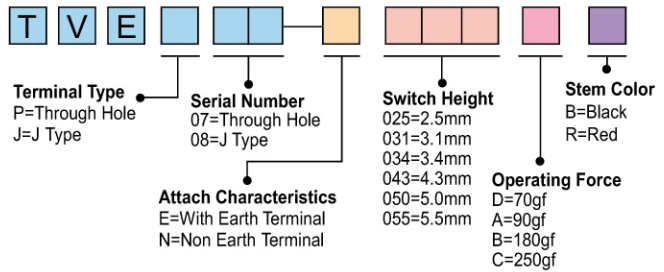 T V E
Terminal Type
P=Through Hole
J=J Type
Serial Number
07=Through Hole
08=J Type
Attach Characteristics
E=With Earth Terminal
N=Non Earth Terminal
Switch Height
025=2.5mm
031=3.1mm
034=3.4mm
043=4.3mm
050=5.0mm
055=5.5mm
Operating Force
D=70gf
A=90gf
B=180gf
C=250gf
Stem Color
B=Black
R=Red